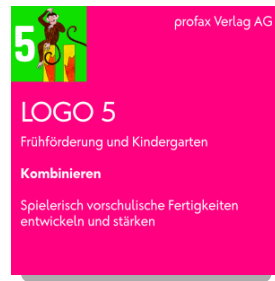 profax Verlag AG
5
LOGO 5
Frühförderung und Kindergarten
Kombinieren
Spielerisch vorschulische Fertigkeiten
entwickeln und stärken